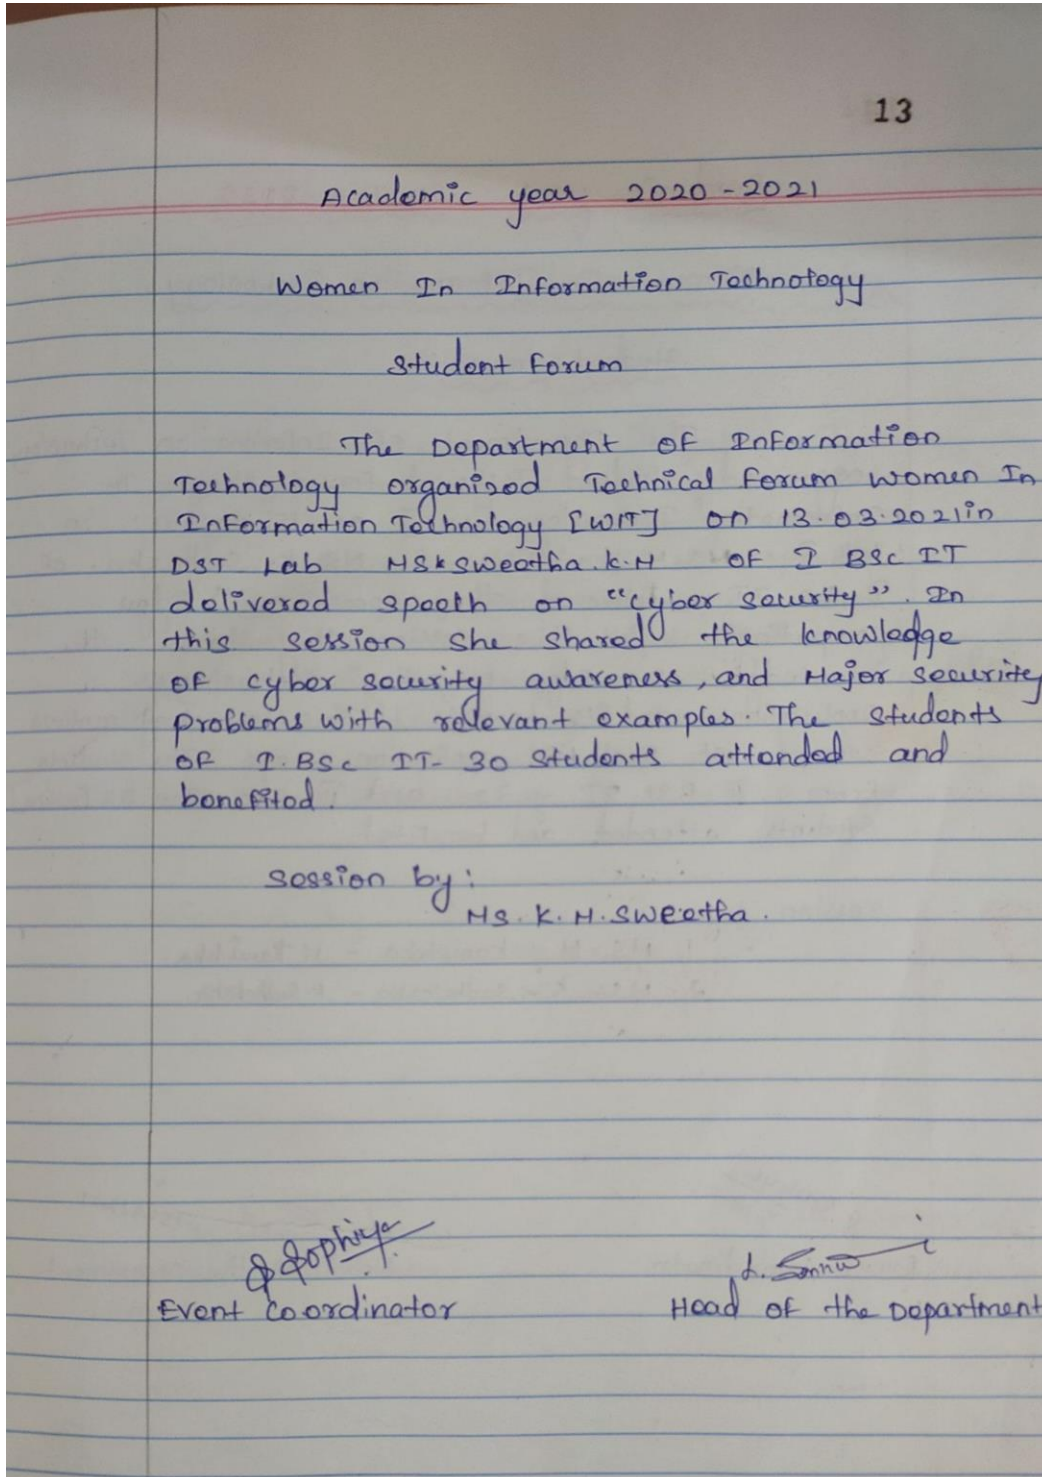 13
Academic year 2020-2021
Women In Information Technology
Student Forum
The Department of Information
Technology organised Technical Forum Women In
Information Technology [WIT] on 13.03.2021 in
DST Lab Ms Sweatha.K.M of I BSc IT
delivered speech on "cyber security". In
this session she shared the knowledge
of cyber security awareness, and Major security
problems with relevant examples. The students
of I.BSc IT- 30 Students attended and
benefited.
Session by:
Ms. K. M. Sweatha.
Sophiya
Event Coordinator
Head of the Department